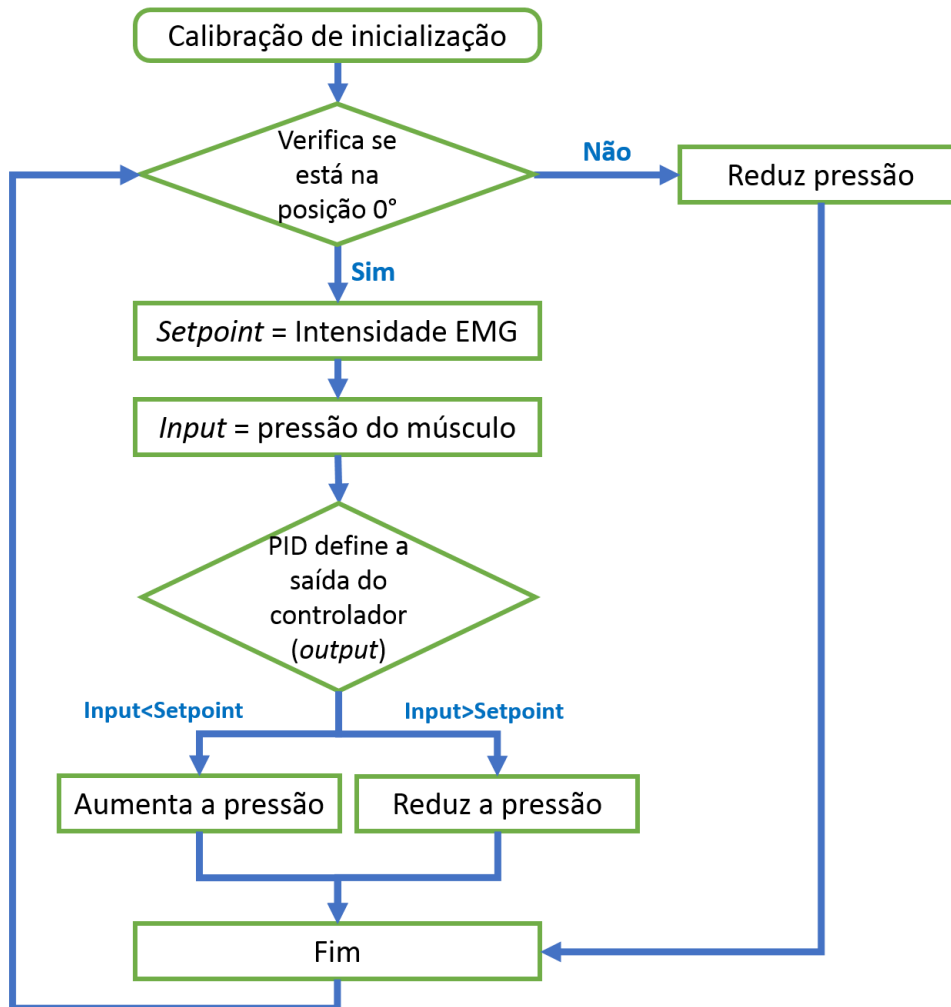 Calibração de inicialização
Verifica se
está na
posição 0°
Não
Reduz pressão
Sim
Setpoint = Intensidade EMG
Input = pressão do músculo
PID define a
saída do
controlador
(output)
Input<Setpoint
Input>Setpoint
Aumenta a pressão
Reduz a pressão
Fim